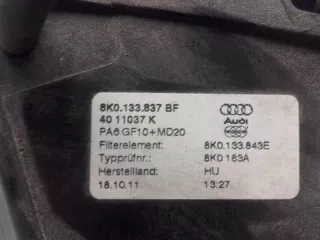 8K0.133.837 BF
40 11037 K
PA6 GF10+MD20
Audi
Filterelement: 8K0.133.843E
Typprüfnr.: 8K0 183A
Herstellland: HU
18.10.11 13:27